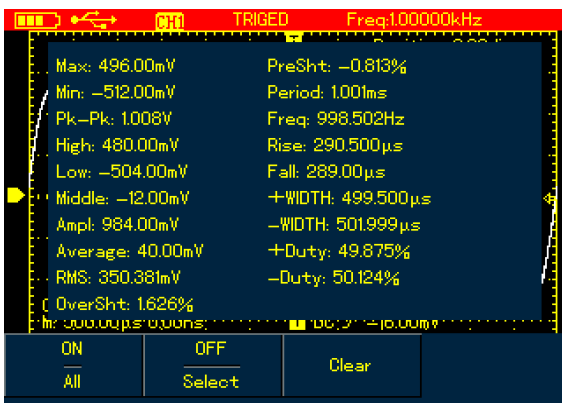 CH1 TRIGED Freq:1.00000kHz
Max: 496.00mV PreSht: –0.813%
Min: –512.00mV Period: 1.001ms
Pk–Pk: 1.008V Freq: 998.502Hz
High: 480.00mV Rise: 290.500µs
Low: –504.00mV Fall: 289.00µs
Middle: –12.00mV +WIDTH: 499.500µs
Ampl: 984.00mV –WIDTH: 501.999µs
Average: 40.00mV +Duty: 49.875%
RMS: 350.381mV –Duty: 50.124%
OverSht: 1.626%
ON OFF Clear
All Select